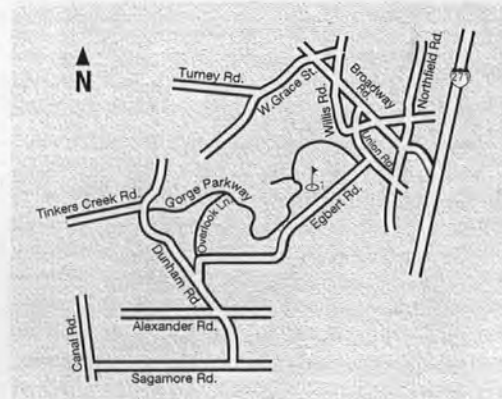 N
Turney Rd.
W. Grace St.
Willis Rd.
Broadway
Rd.
Northfield Rd.
271
Union Rd.
Tinkers Creek Rd.
Gorge Parkway
Overlook Ln.
Egbert Rd.
Dunham Rd.
Alexander Rd.
Canal Rd.
Sagamore Rd.